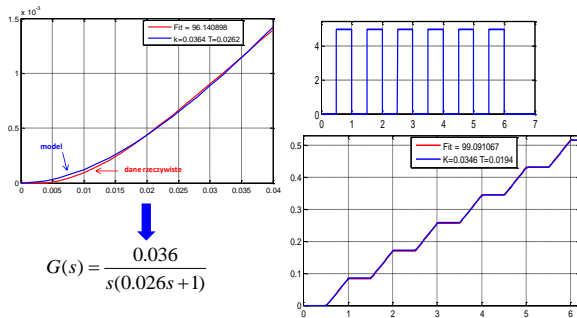 x 10⁻³
1.5
1
0.5
0
0 0.005 0.01 0.015 0.02 0.025 0.03 0.035 0.04
Fit = 96.140898
k=0.0364 T=0.0262
model
dane rzeczywiste
G(s) = 0.036 / s(0.026s+1)
4
2
0
0 1 2 3 4 5 6 7
0.5
0.4
0.3
0.2
0.1
0
0 1 2 3 4 5 6
Fit = 99.091067
K=0.0346 T=0.0194